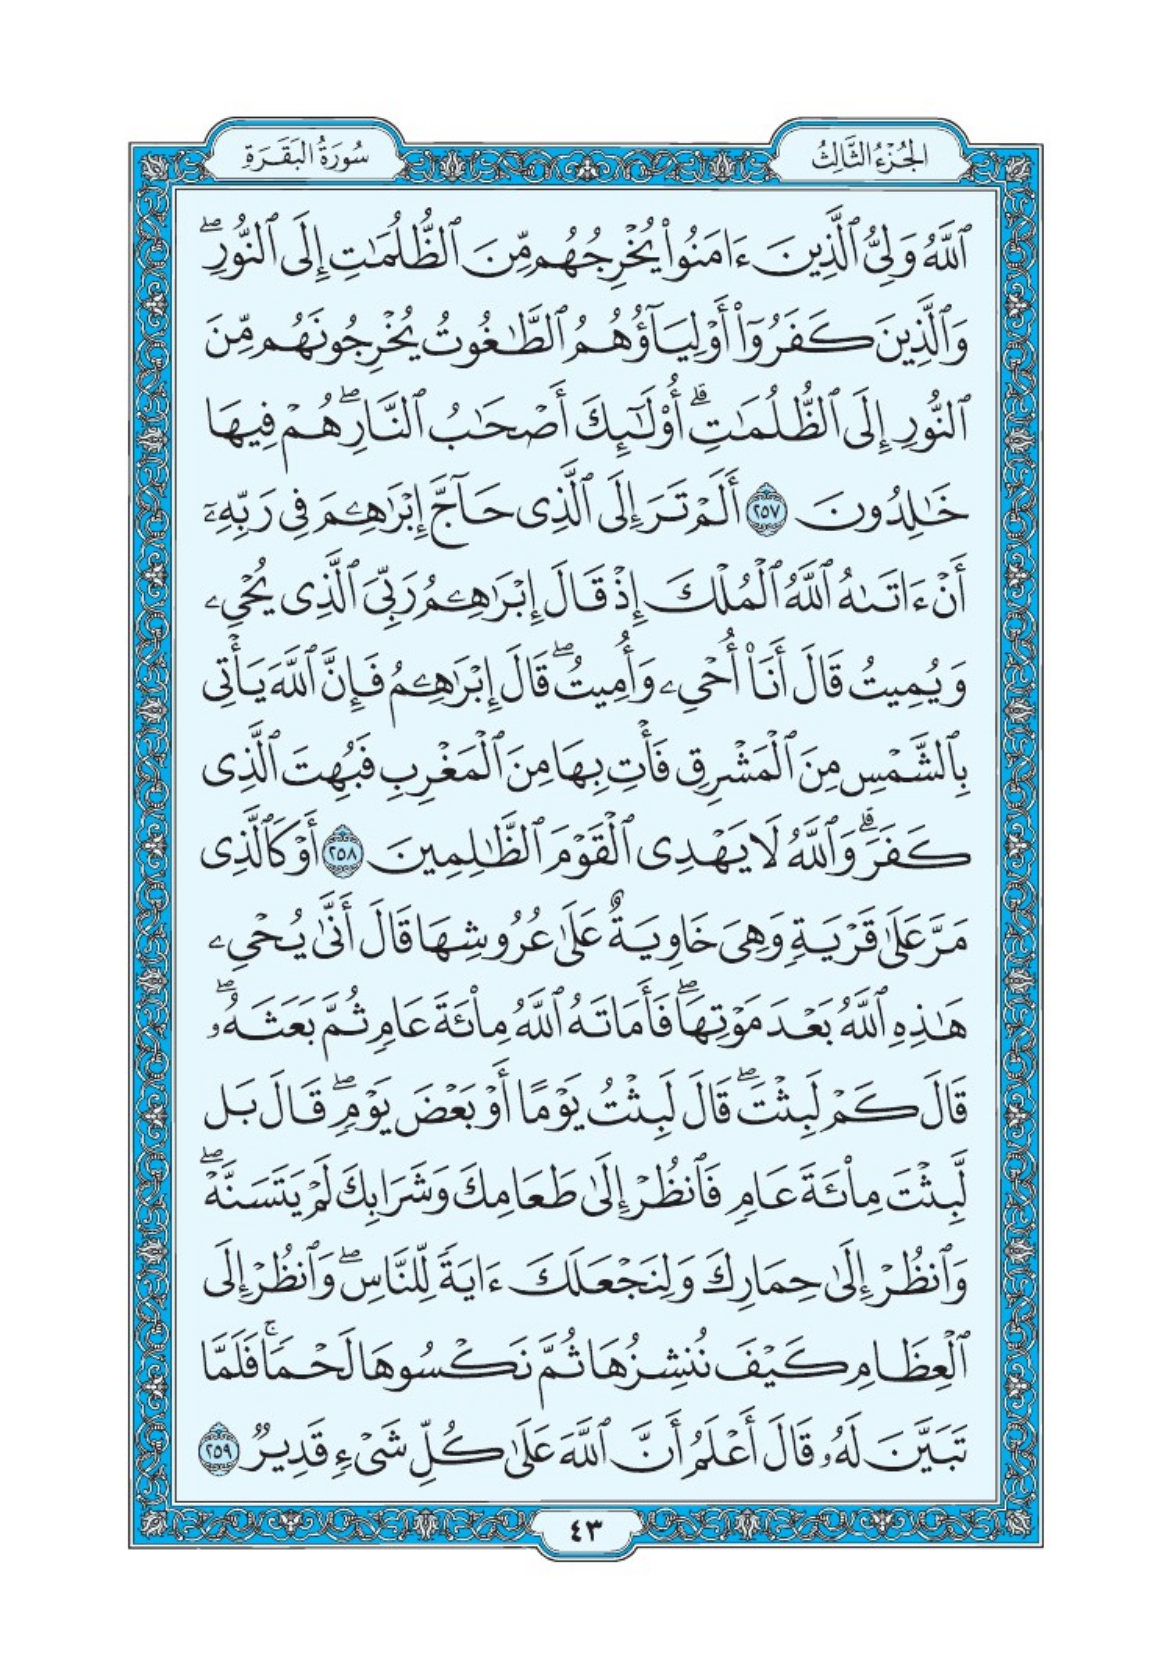 الجُزْءُ الثَّالِثُ
سُورَةُ البَقَرَةِ
ٱللَّهُ وَلِيُّ ٱلَّذِينَ ءَامَنُوا۟ يُخْرِجُهُم مِّنَ ٱلظُّلُمَٰتِ إِلَى ٱلنُّورِ ۖ
وَٱلَّذِينَ كَفَرُوٓا۟ أَوْلِيَآؤُهُمُ ٱلطَّٰغُوتُ يُخْرِجُونَهُم مِّنَ
ٱلنُّورِ إِلَى ٱلظُّلُمَٰتِ ۗ أُو۟لَٰٓئِكَ أَصْحَٰبُ ٱلنَّارِ ۖ هُمْ فِيهَا
خَٰلِدُونَ ٢٥٧ أَلَمْ تَرَ إِلَى ٱلَّذِى حَآجَّ إِبْرَٰهِۦمَ فِى رَبِّهِۦٓ
أَنْ ءَاتَىٰهُ ٱللَّهُ ٱلْمُلْكَ إِذْ قَالَ إِبْرَٰهِۦمُ رَبِّىَ ٱلَّذِى يُحْىِۦ
وَيُمِيتُ قَالَ أَنَا۠ أُحْىِۦ وَأُمِيتُ ۖ قَالَ إِبْرَٰهِۦمُ فَإِنَّ ٱللَّهَ يَأْتِى
بِٱلشَّمْسِ مِنَ ٱلْمَشْرِقِ فَأْتِ بِهَا مِنَ ٱلْمَغْرِبِ فَبُهِتَ ٱلَّذِى
كَفَرَ ۗ وَٱللَّهُ لَا يَهْدِى ٱلْقَوْمَ ٱلظَّٰلِمِينَ ٢٥٨ أَوْ كَٱلَّذِى
مَرَّ عَلَىٰ قَرْيَةٍ وَهِىَ خَاوِيَةٌ عَلَىٰ عُرُوشِهَا قَالَ أَنَّىٰ يُحْىِۦ
هَٰذِهِ ٱللَّهُ بَعْدَ مَوْتِهَا ۖ فَأَمَاتَهُ ٱللَّهُ مِا۟ئَةَ عَامٍ ثُمَّ بَعَثَهُۥ ۖ
قَالَ كَمْ لَبِثْتَ ۖ قَالَ لَبِثْتُ يَوْمًا أَوْ بَعْضَ يَوْمٍ ۖ قَالَ بَل
لَّبِثْتَ مِا۟ئَةَ عَامٍ فَٱنظُرْ إِلَىٰ طَعَامِكَ وَشَرَابِكَ لَمْ يَتَسَنَّهْ ۖ
وَٱنظُرْ إِلَىٰ حِمَارِكَ وَلِنَجْعَلَكَ ءَايَةً لِّلنَّاسِ ۖ وَٱنظُرْ إِلَى
ٱلْعِظَامِ كَيْفَ نُنشِزُهَا ثُمَّ نَكْسُوهَا لَحْمًا ۚ فَلَمَّا
تَبَيَّنَ لَهُۥ قَالَ أَعْلَمُ أَنَّ ٱللَّهَ عَلَىٰ كُلِّ شَىْءٍ قَدِيرٌ ٢٥٩
٤٣